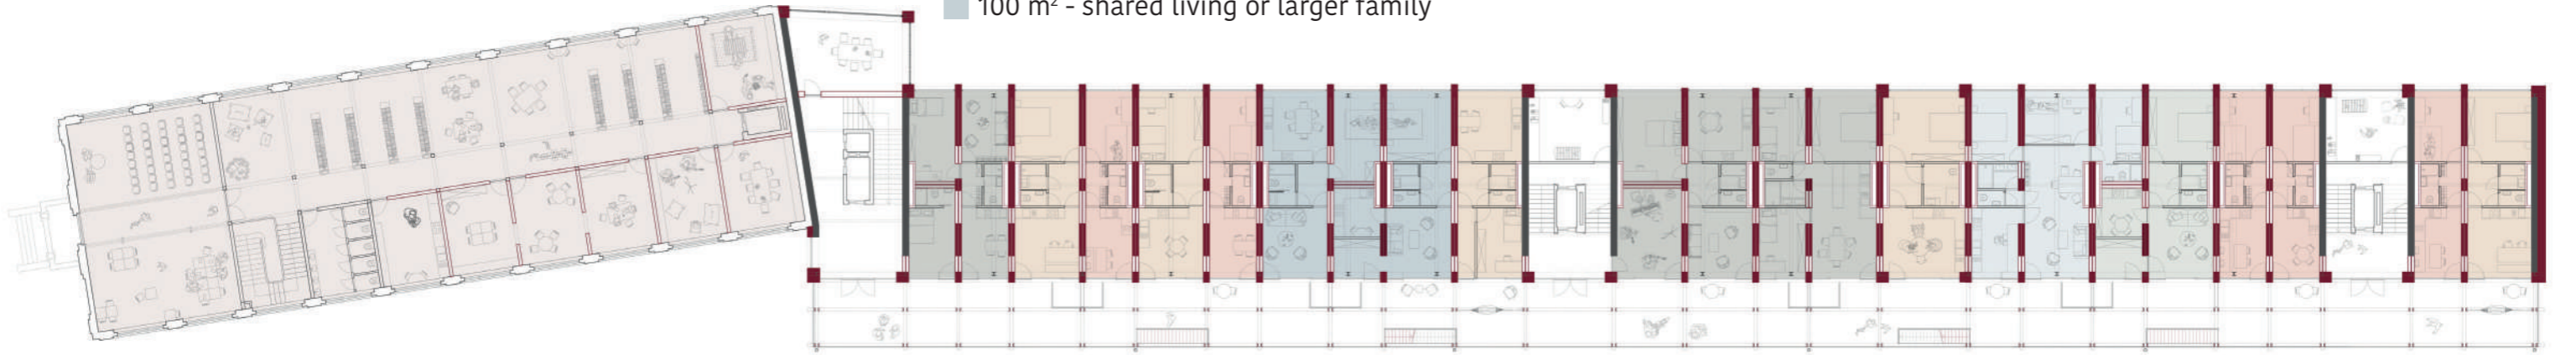 100 m² - shared living or larger family